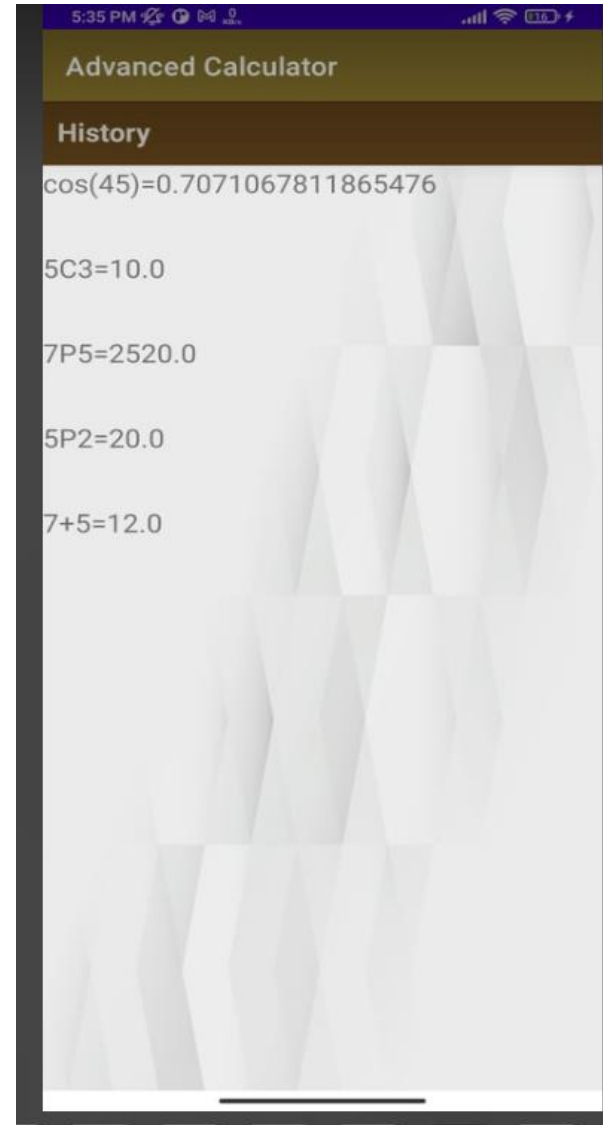 5:35 PM
Advanced Calculator
History
cos(45)=0.7071067811865476
5C3=10.0
7P5=2520.0
5P2=20.0
7+5=12.0